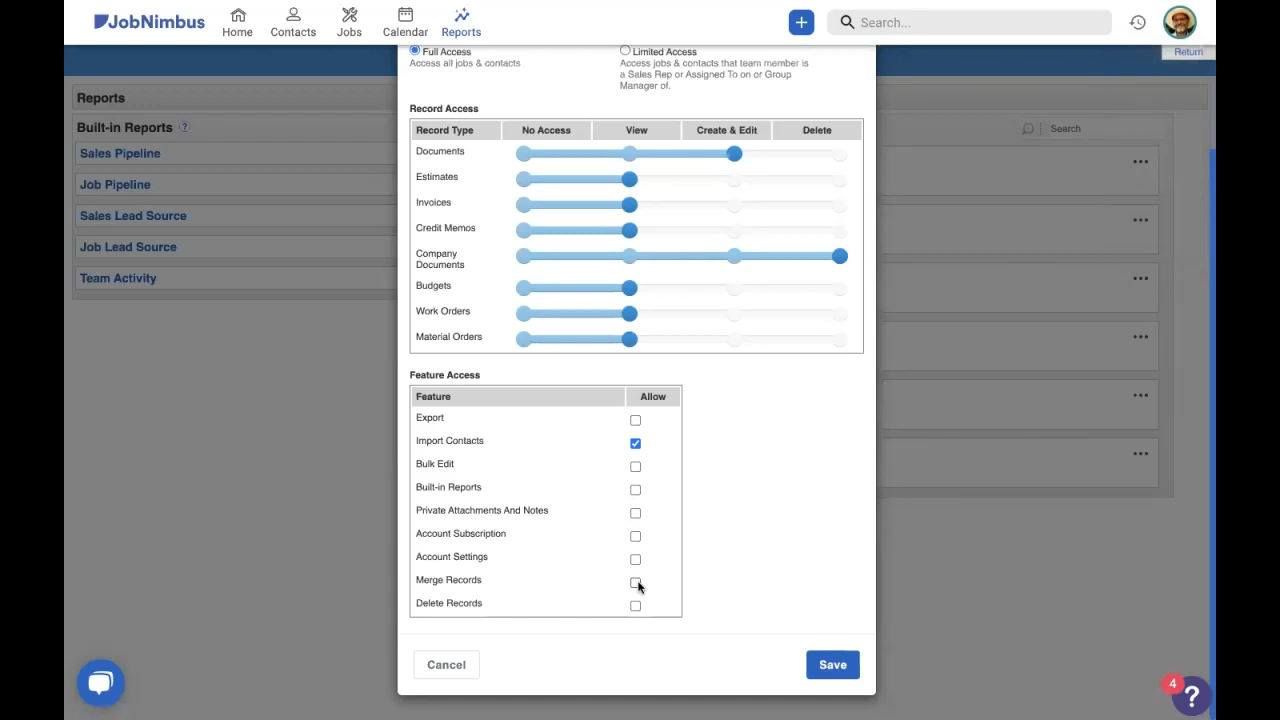 JobNimbus
Home
Contacts
Jobs
Calendar
Reports
+
Search...
Full Access
Access all jobs & contacts
Limited Access
Access jobs & contacts that team member is
a Sales Rep or Assigned To on or Group
Manager of.
Return
Reports
Built-in Reports ?
Sales Pipeline
Job Pipeline
Sales Lead Source
Job Lead Source
Team Activity
Search
Record Access
Record Type No Access View Create & Edit Delete
Documents
Estimates
Invoices
Credit Memos
Company
Documents
Budgets
Work Orders
Material Orders
Feature Access
Feature Allow
Export
Import Contacts
Bulk Edit
Built-in Reports
Private Attachments And Notes
Account Subscription
Account Settings
Merge Records
Delete Records
Cancel
Save
4
?